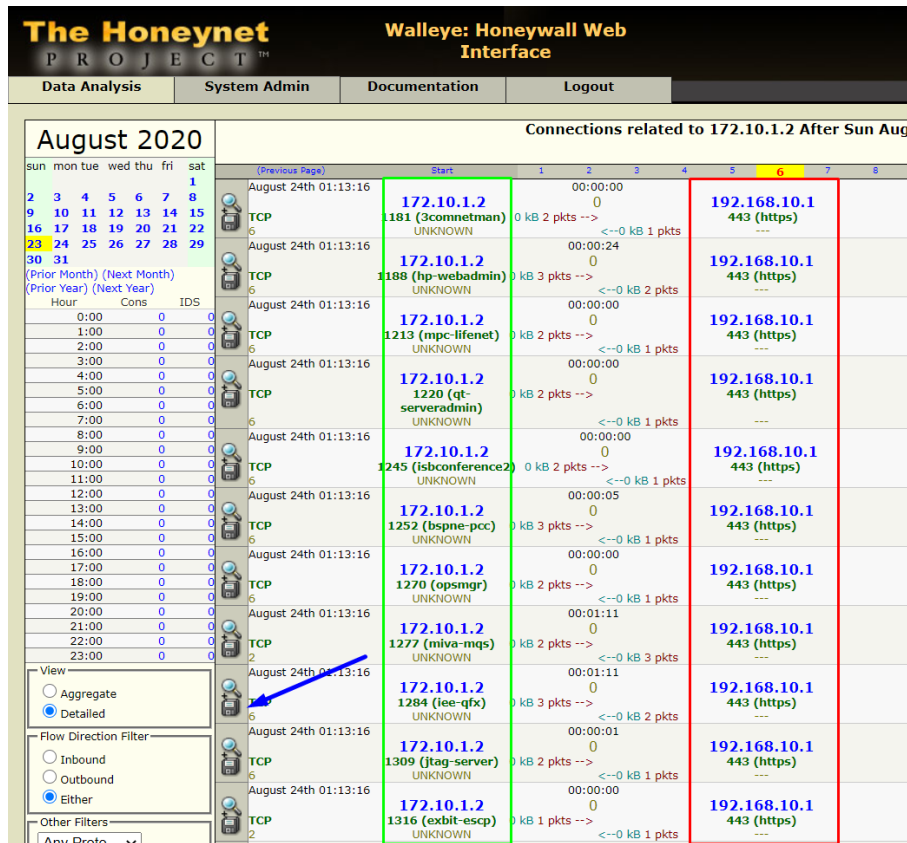 The Honeynet
PROJECT™
Walleye: Honeywall Web
Interface
Data Analysis System Admin Documentation Logout
August 2020
sun mon tue wed thu fri sat
1
2 3 4 5 6 7 8
9 10 11 12 13 14 15
16 17 18 19 20 21 22
23 24 25 26 27 28 29
30 31
(Prior Month) (Next Month)
(Prior Year) (Next Year)
Hour Cons IDS
0:00 0 0
1:00 0 0
2:00 0 0
3:00 0 0
4:00 0 0
5:00 0 0
6:00 0 0
7:00 0 0
8:00 0 0
9:00 0 0
10:00 0 0
11:00 0 0
12:00 0 0
13:00 0 0
14:00 0 0
15:00 0 0
16:00 0 0
17:00 0 0
18:00 0 0
19:00 0 0
20:00 0 0
21:00 0 0
22:00 0 0
23:00 0 0
View
Aggregate
Detailed
Flow Direction Filter
Inbound
Outbound
Either
Other Filters
Any Proto
Connections related to 172.10.1.2 After Sun Aug
(Previous Page) Start 1 2 3 4 5 6 7 8
August 24th 01:13:16 00:00:00
172.10.1.2 0 192.168.10.1
TCP 1181 (3comnetman) 0 kB 2 pkts --> 443 (https)
6 UNKNOWN <--0 kB 1 pkts ---
August 24th 01:13:16 00:00:24
172.10.1.2 0 192.168.10.1
TCP 1188 (hp-webadmin) 0 kB 3 pkts --> 443 (https)
6 UNKNOWN <--0 kB 2 pkts ---
August 24th 01:13:16 00:00:00
172.10.1.2 0 192.168.10.1
TCP 1213 (mpc-lifenet) 0 kB 2 pkts --> 443 (https)
6 UNKNOWN <--0 kB 1 pkts ---
August 24th 01:13:16 00:00:00
172.10.1.2 0 192.168.10.1
TCP 1220 (qt- 0 kB 2 pkts --> 443 (https)
serveradmin)
6 UNKNOWN <--0 kB 1 pkts ---
August 24th 01:13:16 00:00:00
172.10.1.2 0 192.168.10.1
TCP 1245 (isbconference2) 0 kB 2 pkts --> 443 (https)
6 UNKNOWN <--0 kB 1 pkts ---
August 24th 01:13:16 00:00:05
172.10.1.2 0 192.168.10.1
TCP 1252 (bspne-pcc) 0 kB 3 pkts --> 443 (https)
6 UNKNOWN <--0 kB 1 pkts ---
August 24th 01:13:16 00:00:00
172.10.1.2 0 192.168.10.1
TCP 1270 (opsmgr) 0 kB 2 pkts --> 443 (https)
6 UNKNOWN <--0 kB 1 pkts ---
August 24th 01:13:16 00:01:11
172.10.1.2 0 192.168.10.1
TCP 1277 (miva-mqs) 0 kB 2 pkts --> 443 (https)
2 UNKNOWN <--0 kB 3 pkts ---
August 24th 01:13:16 00:01:11
172.10.1.2 0 192.168.10.1
TCP 1284 (iee-qfx) 0 kB 3 pkts --> 443 (https)
6 UNKNOWN <--0 kB 2 pkts ---
August 24th 01:13:16 00:00:01
172.10.1.2 0 192.168.10.1
TCP 1309 (jtag-server) 0 kB 2 pkts --> 443 (https)
6 UNKNOWN <--0 kB 1 pkts ---
August 24th 01:13:16 00:00:00
172.10.1.2 0 192.168.10.1
TCP 1316 (exbit-escp) 0 kB 1 pkts --> 443 (https)
2 UNKNOWN <--0 kB 1 pkts ---